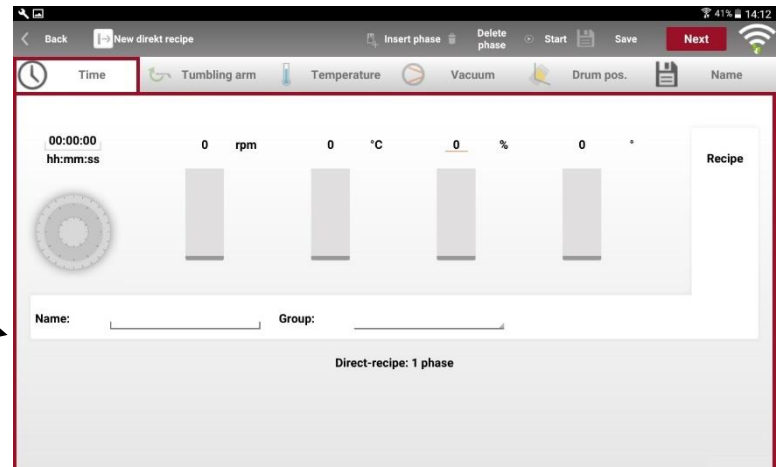 41% 14:12
Back New direkt recipe Insert phase Delete phase Start Save Next
Time Tumbling arm Temperature Vacuum Drum pos. Name
00:00:00 0 rpm 0 °C 0 % 0 °
hh:mm:ss Recipe
Name: Group:
Direct-recipe: 1 phase